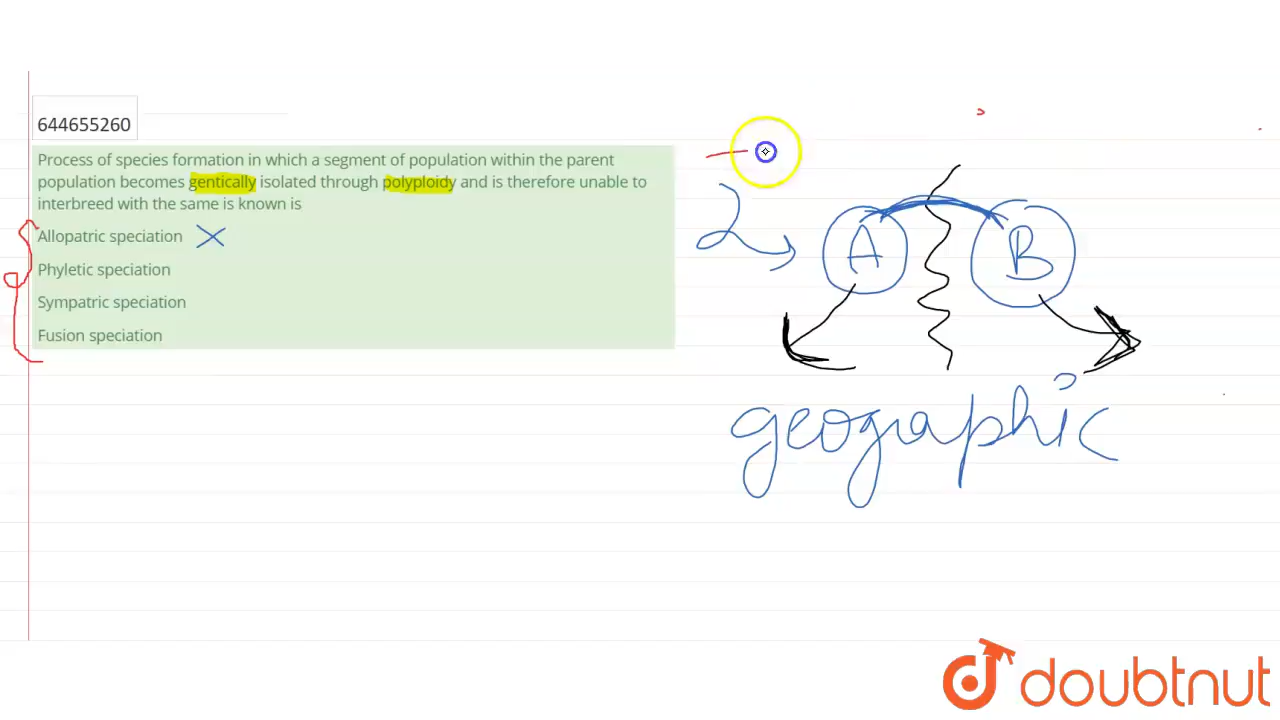 644655260
Process of species formation in which a segment of population within the parent
population becomes gentically isolated through polyploidy and is therefore unable to
interbreed with the same is known is
Allopatric speciation
Phyletic speciation
Sympatric speciation
Fusion speciation
2 A B
geographic
doubtnut